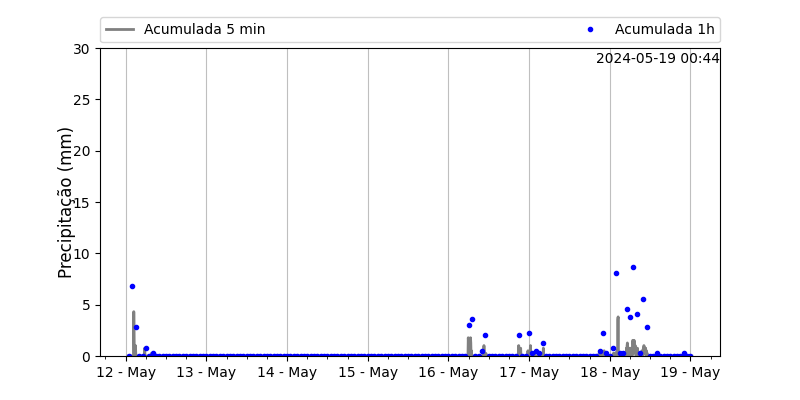 Acumulada 5 min
Acumulada 1h
2024-05-19 00:44
Precipitação (mm)
30
25
20
15
10
5
0
12 - May
13 - May
14 - May
15 - May
16 - May
17 - May
18 - May
19 - May